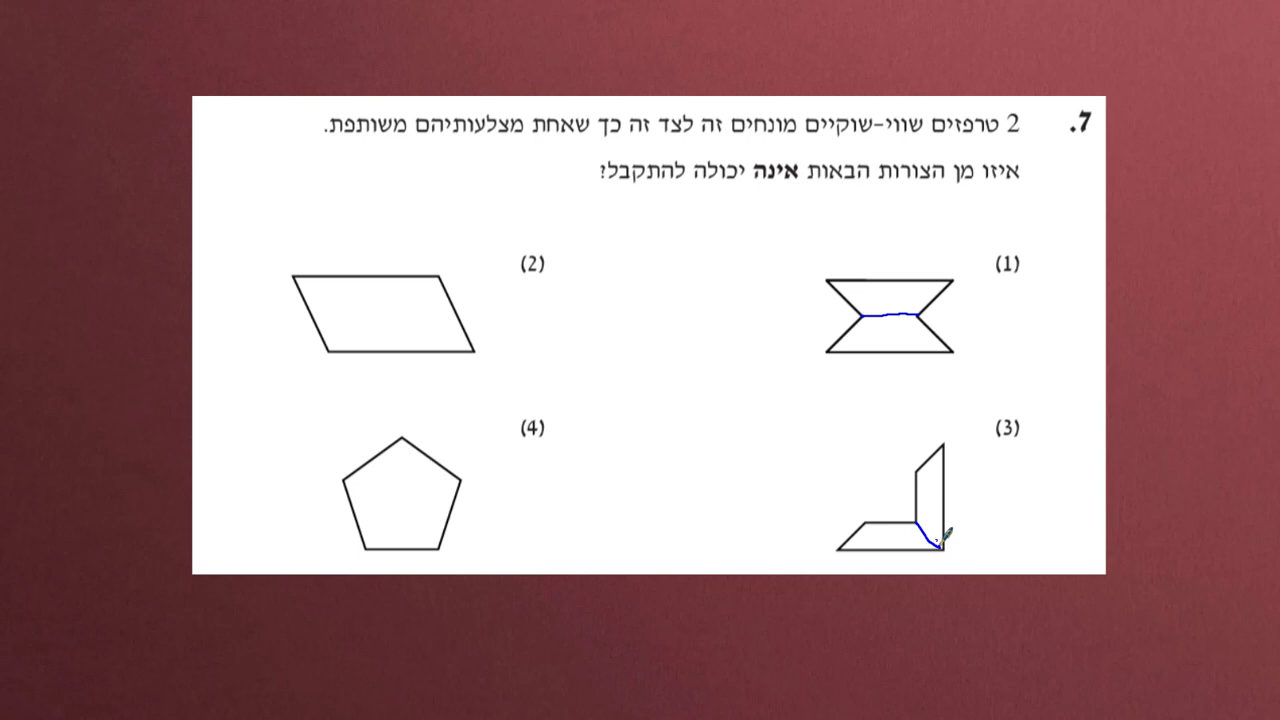 7. 2 טרפזים שווי-שוקיים מונחים זה לצד זה כך שאחת מצלעותיהם משותפת.
איזו מן הצורות הבאות אינה יכולה להתקבל?
(1) (2)
(3) (4)